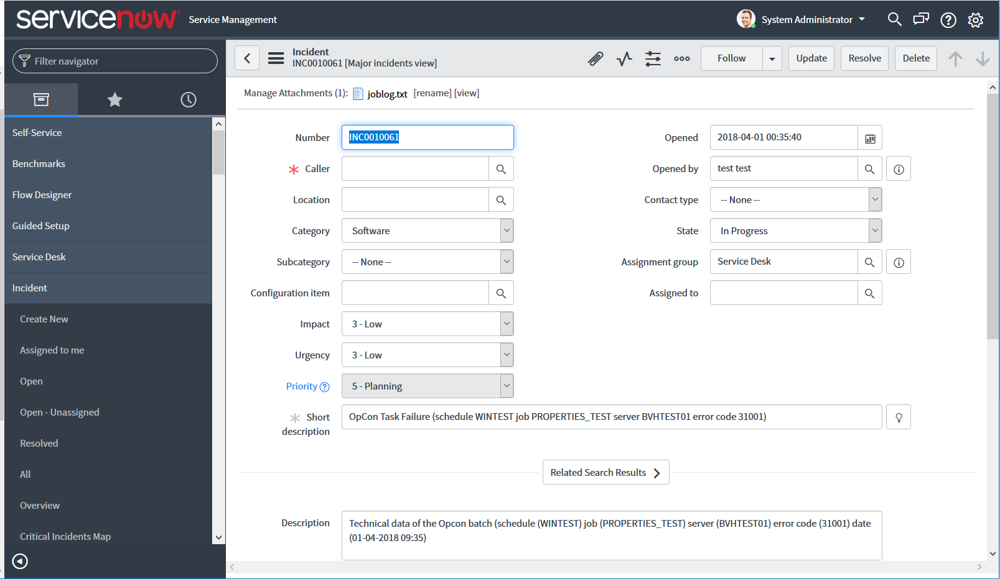 servicenow Service Management
System Administrator
Filter navigator
Self-Service
Benchmarks
Flow Designer
Guided Setup
Service Desk
Incident
Create New
Assigned to me
Open
Open - Unassigned
Resolved
All
Overview
Critical Incidents Map
Incident
INC0010061 [Major incidents view]
Follow Update Resolve Delete
Manage Attachments (1): joblog.txt [rename] [view]
Number INC0010061
Caller
Location
Category Software
Subcategory -- None --
Configuration item
Impact 3 - Low
Urgency 3 - Low
Priority ? 5 - Planning
Opened 2018-04-01 00:35:40
Opened by test test
Contact type -- None --
State In Progress
Assignment group Service Desk
Assigned to
Short description OpCon Task Failure (schedule WINTEST job PROPERTIES_TEST server BVHTEST01 error code 31001)
Related Search Results
Description Technical data of the Opcon batch (schedule (WINTEST) job (PROPERTIES_TEST) server (BVHTEST01) error code (31001) date
(01-04-2018 09:35)